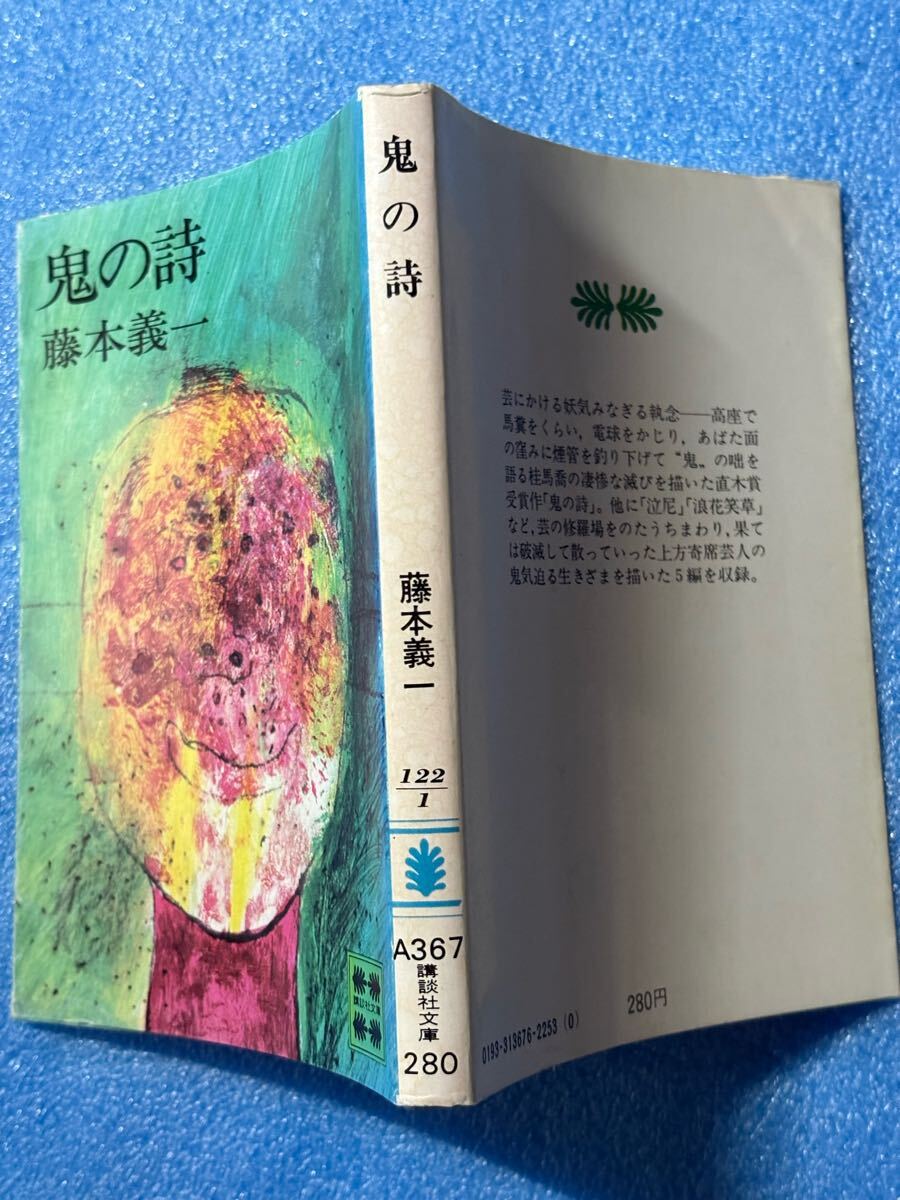 鬼の詩
藤本義一
講談社文庫
鬼の詩
藤本義一
122
1
A367
講談社文庫
280
芸にかける妖気みなぎる執念——高座で
馬糞をくらい，電球をかじり，あばた面
の窪みに煙管を釣り下げて〝鬼〟の咄を
語る桂馬喬の凄惨な滅びを描いた直木賞
受賞作「鬼の詩」。他に「泣尼」「浪花笑草」
など，芸の修羅場をのたうちまわり，果て
は破滅して散っていった上方寄席芸人の
鬼気迫る生きざまを描いた5編を収録。
0193-313676-2253 (0)
280円